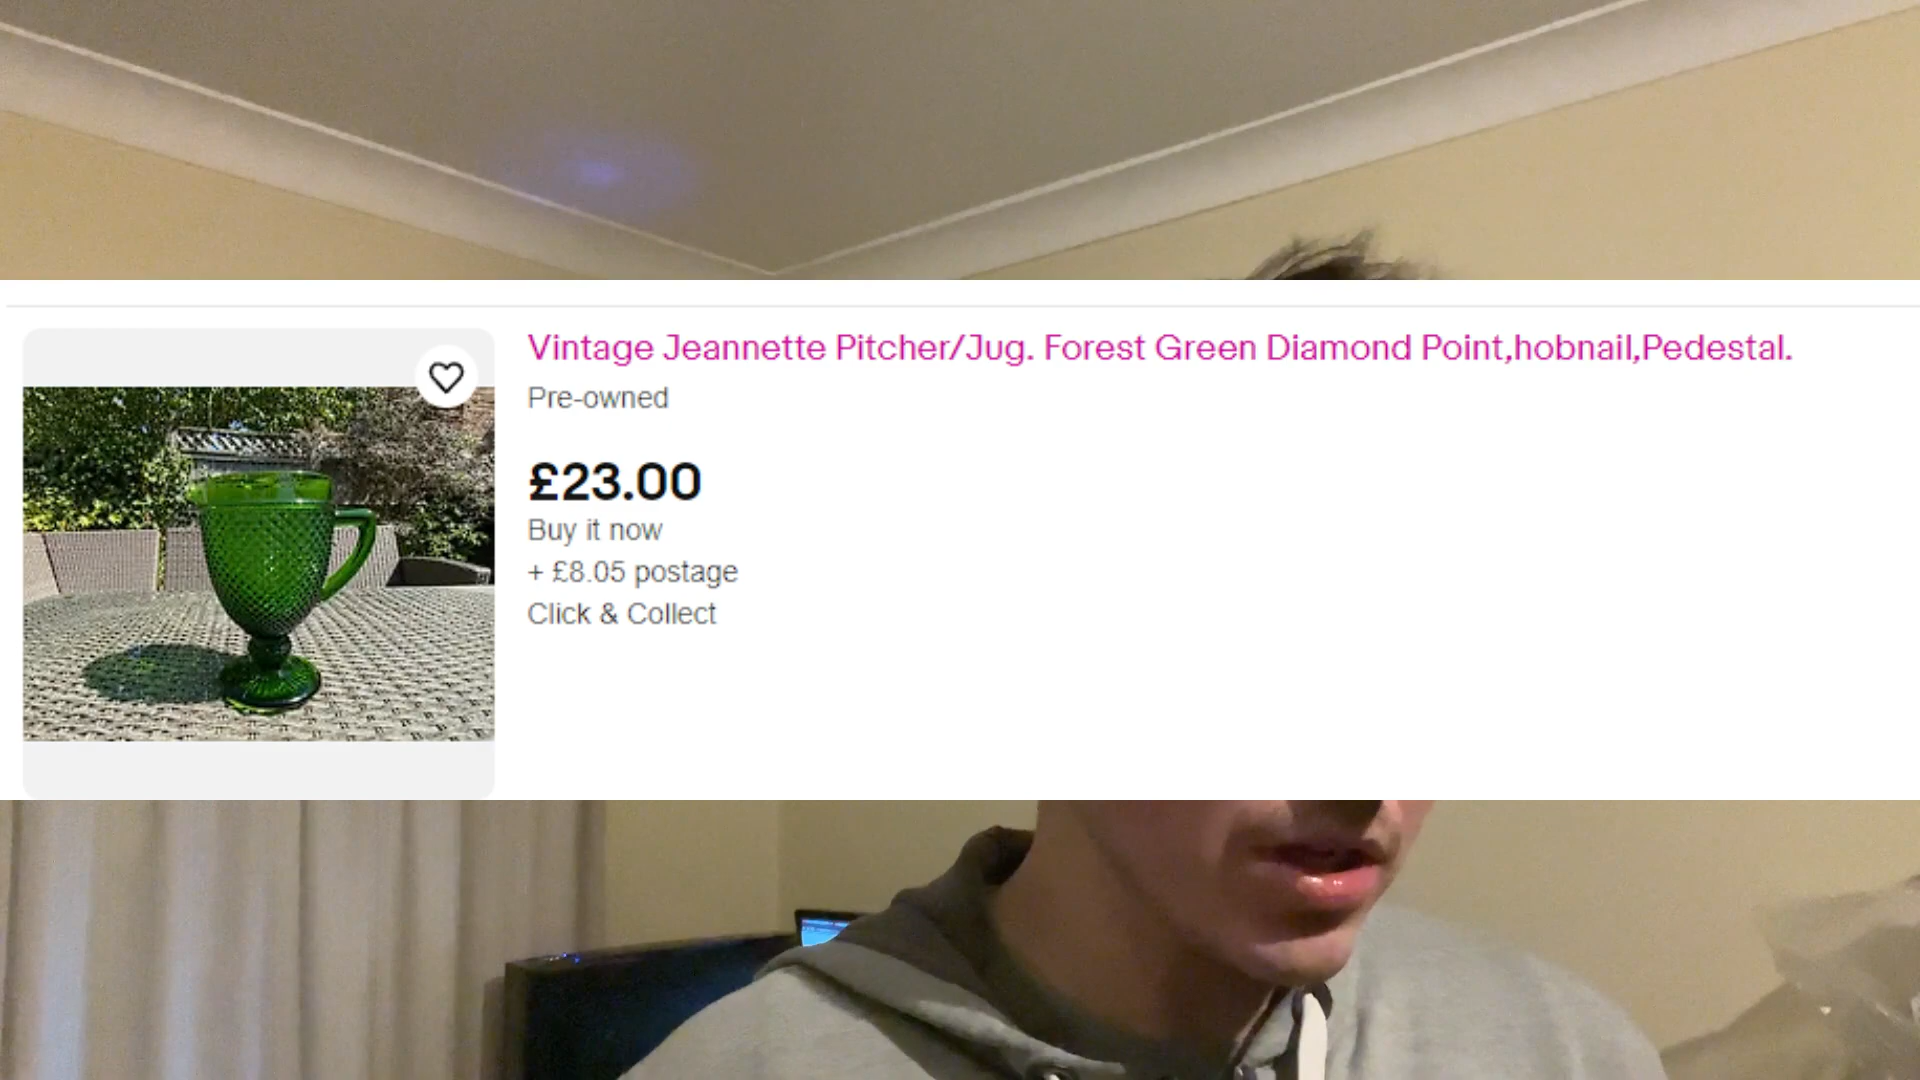 Vintage Jeannette Pitcher/Jug. Forest Green Diamond Point,hobnail,Pedestal.
Pre-owned
£23.00
Buy it now
+ £8.05 postage
Click & Collect